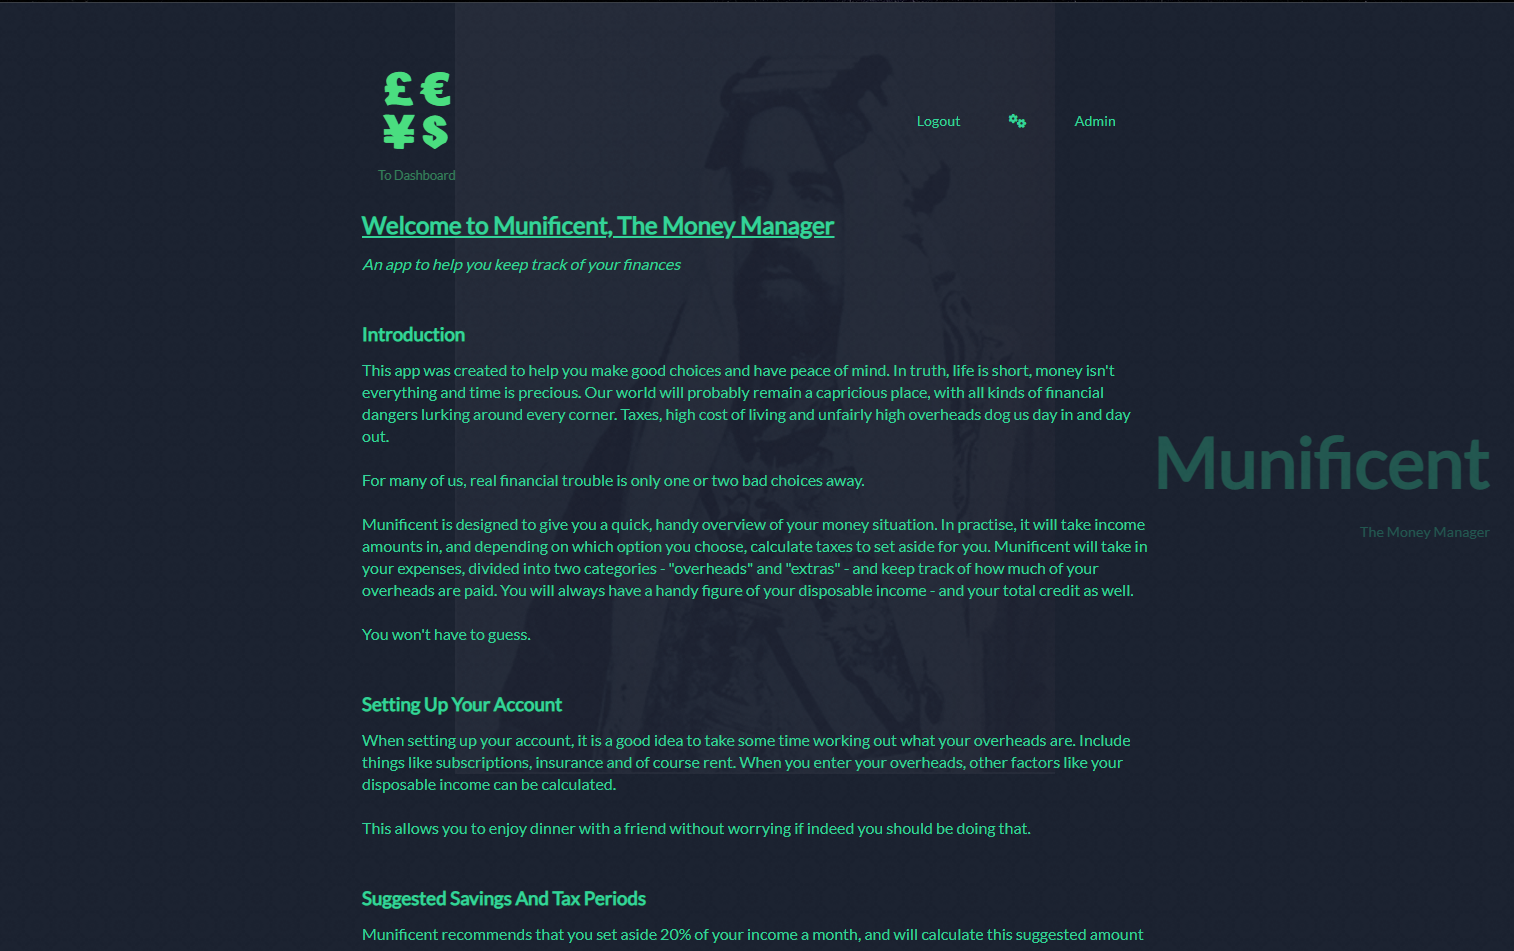 £ €
¥ $
To Dashboard
Logout
Admin
Welcome to Munificent, The Money Manager
An app to help you keep track of your finances
Introduction
This app was created to help you make good choices and have peace of mind. In truth, life is short, money isn't
everything and time is precious. Our world will probably remain a capricious place, with all kinds of financial
dangers lurking around every corner. Taxes, high cost of living and unfairly high overheads dog us day in and day
out.
For many of us, real financial trouble is only one or two bad choices away.
Munificent is designed to give you a quick, handy overview of your money situation. In practise, it will take income
amounts in, and depending on which option you choose, calculate taxes to set aside for you. Munificent will take in
your expenses, divided into two categories - "overheads" and "extras" - and keep track of how much of your
overheads are paid. You will always have a handy figure of your disposable income - and your total credit as well.
You won't have to guess.
Setting Up Your Account
When setting up your account, it is a good idea to take some time working out what your overheads are. Include
things like subscriptions, insurance and of course rent. When you enter your overheads, other factors like your
disposable income can be calculated.
This allows you to enjoy dinner with a friend without worrying if indeed you should be doing that.
Suggested Savings And Tax Periods
Munificent recommends that you set aside 20% of your income a month, and will calculate this suggested amount
Munificent
The Money Manager